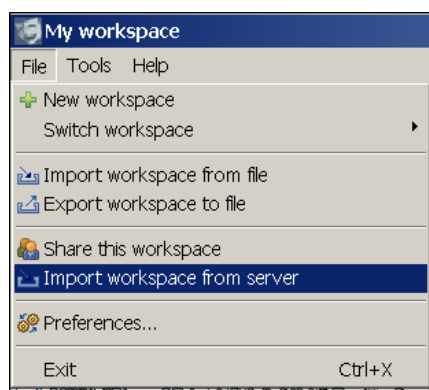 My workspace
File Tools Help
New workspace
Switch workspace
Import workspace from file
Export workspace to file
Share this workspace
Import workspace from server
Preferences...
Exit Ctrl+X